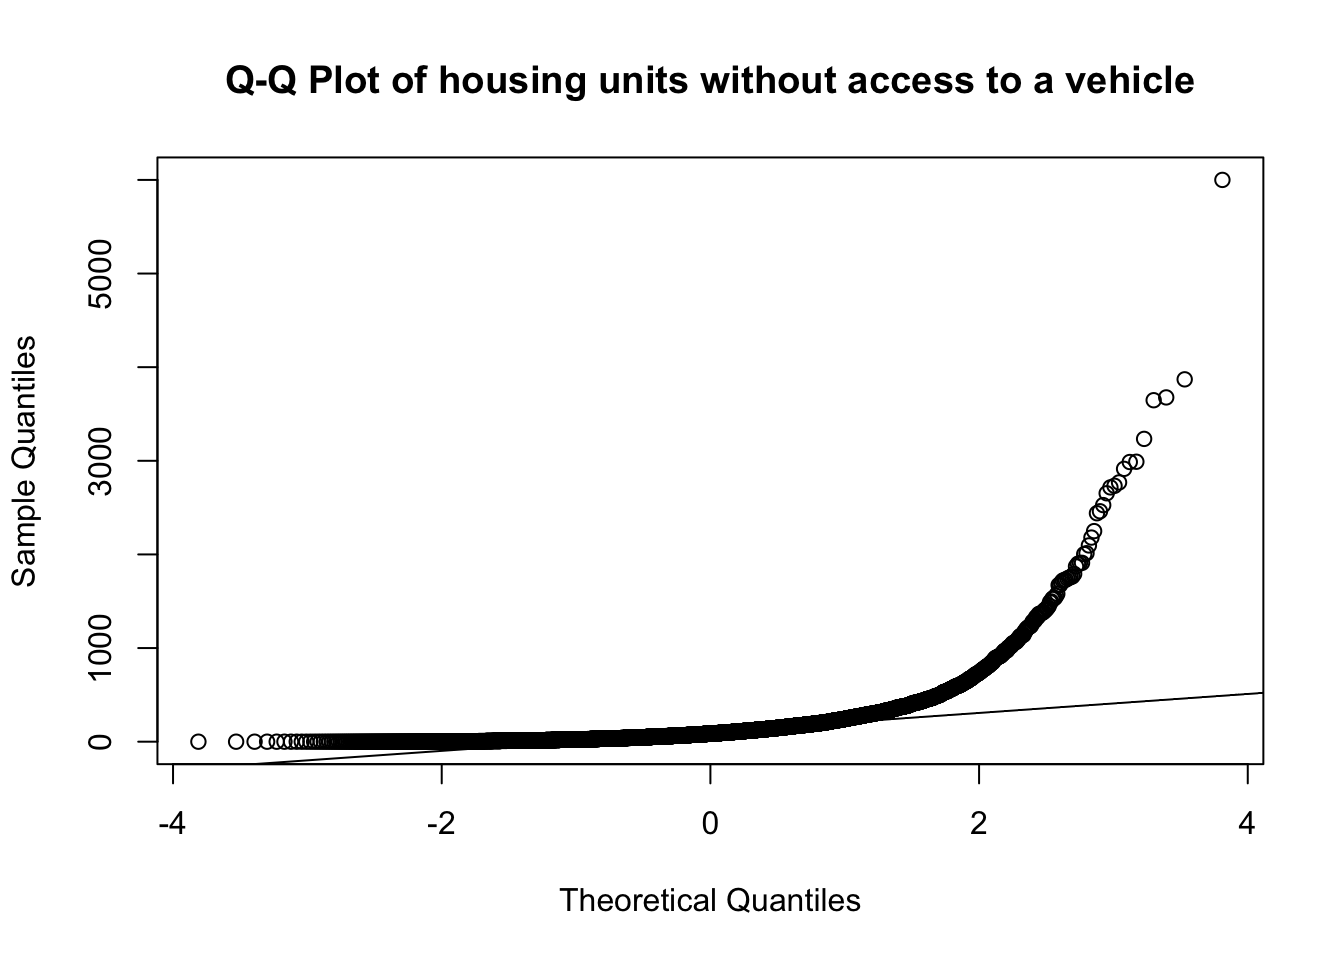 Q-Q Plot of housing units without access to a vehicle
Sample Quantiles
5000
3000
1000
0
-4 -2 0 2 4
Theoretical Quantiles